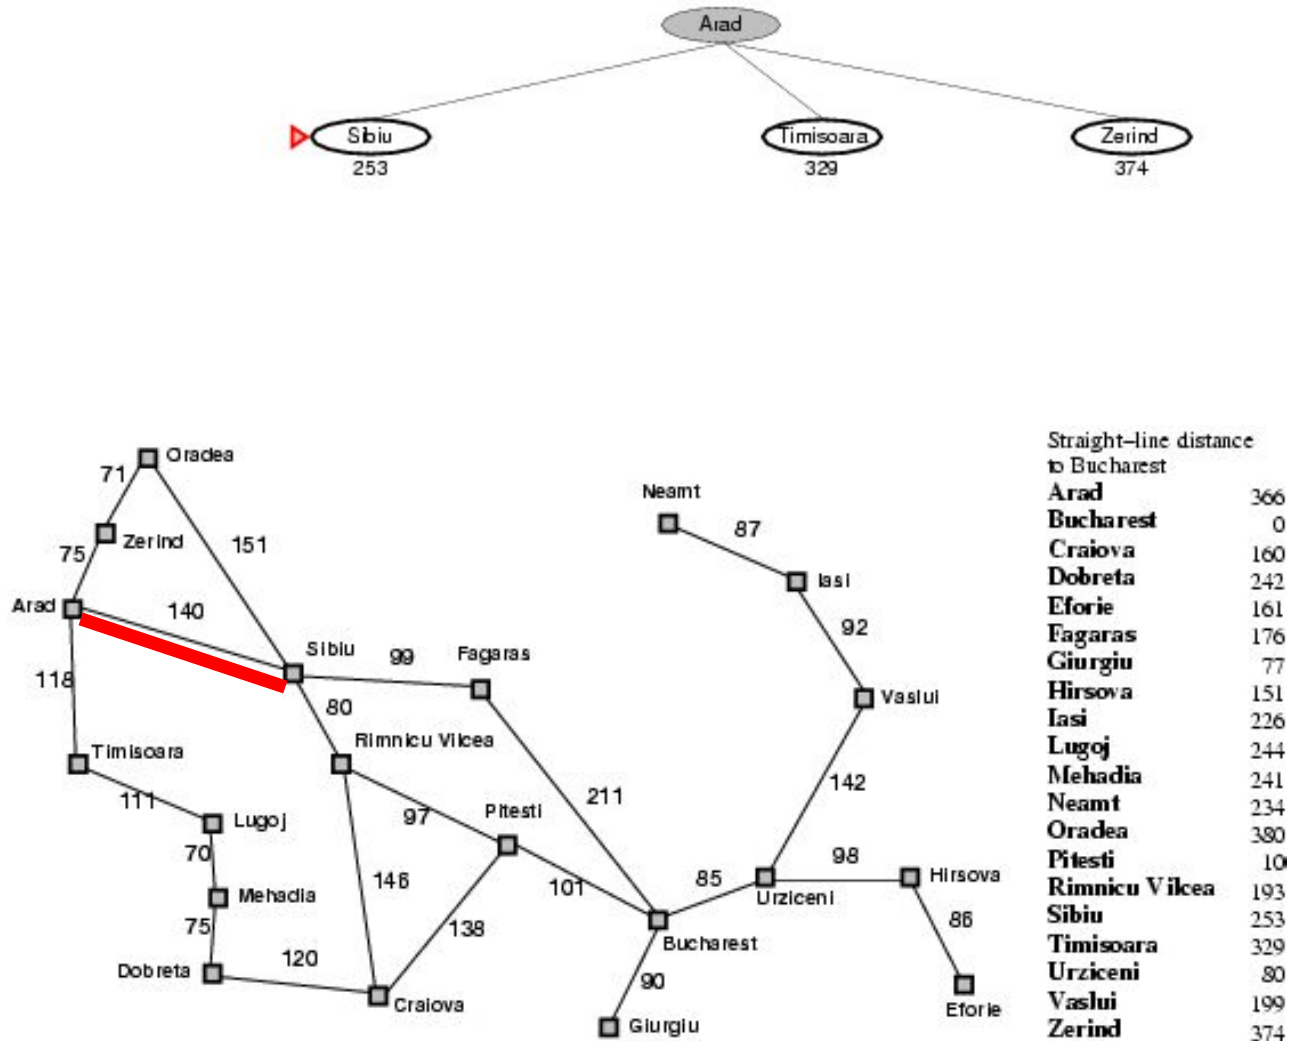 Arad
Sibiu
Timisoara
Zerind
253
329
374
Oradea
71
Zerind
75
151
Arad
140
118
Sibiu
99
Fagaras
80
Timisoara
Rimnicu Vilcea
111
Lugoj
97
Pitesti
211
70
146
Mehadia
101
75
138
Dobreta
120
Craiova
Neamt
87
Iasi
92
Vaslui
142
98
Hirsova
85
Urziceni
86
Bucharest
90
Eforie
Giurgiu
Straight–line distance
to Bucharest
Arad 366
Bucharest 0
Craiova 160
Dobreta 242
Eforie 161
Fagaras 176
Giurgiu 77
Hirsova 151
Iasi 226
Lugoj 244
Mehadia 241
Neamt 234
Oradea 380
Pitesti 10
Rimnicu Vilcea 193
Sibiu 253
Timisoara 329
Urziceni 80
Vaslui 199
Zerind 374